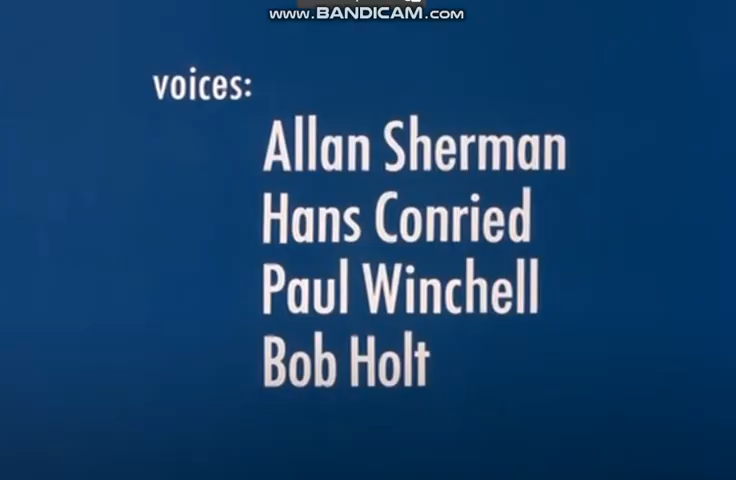 www.BANDICAM.com
voices:
Allan Sherman
Hans Conried
Paul Winchell
Bob Holt